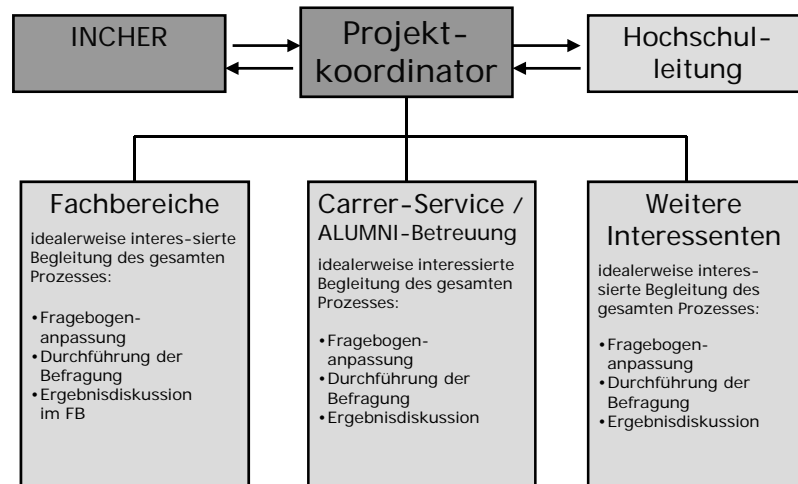 INCHER
Projekt-
koordinator
Hochschul-
leitung
Fachbereiche
idealerweise interes-sierte
Begleitung des gesamten
Prozesses:
•Fragebogen-
anpassung
•Durchführung der
Befragung
•Ergebnisdiskussion
im FB
Carrer-Service /
ALUMNI-Betreuung
idealerweise interessierte
Begleitung des gesamten
Prozesses:
•Fragebogen-
anpassung
•Durchführung der
Befragung
•Ergebnisdiskussion
Weitere
Interessenten
idealerweise interes-
sierte Begleitung des
gesamten Prozesses:
•Fragebogen-
anpassung
•Durchführung der
Befragung
•Ergebnisdiskussion